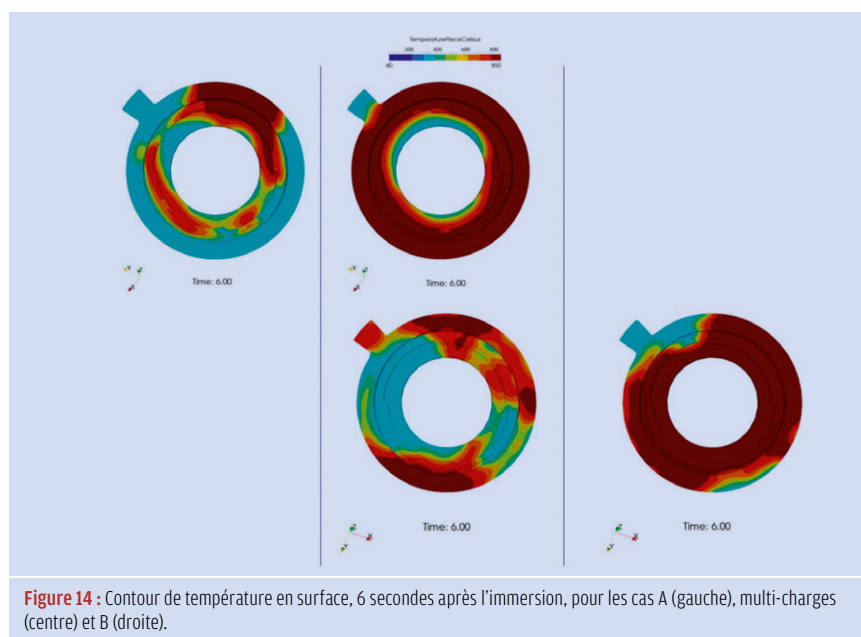 TemperaturePieceCelsius
200 400 600 800
60 850
Y Z
X
Time: 6.00
Y Z
X
Time: 6.00
Z
X
Y
Time: 6.00
Z
X
Y
Time: 6.00
Figure 14 : Contour de température en surface, 6 secondes après l'immersion, pour les cas A (gauche), multi-charges
(centre) et B (droite).